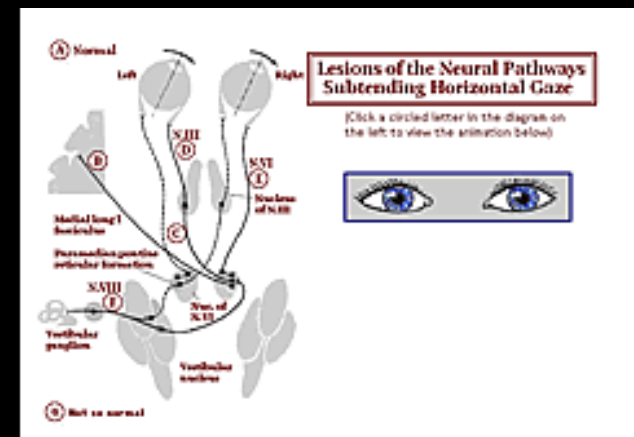 A Normal
Left
Right
Lesions of the Neural Pathways
Subtending Horizontal Gaze
(Click a circled letter in the diagram on
the left to view the animation below)
B
N.III
D
N.VI
E
Nucleus
of N.III
Medial long'l
fasciculus
C
Paramedian pontine
reticular formation
N.VIII
F
Nuc. of
N.VI
Vestibular
ganglion
Vestibular
nucleus
Not so normal